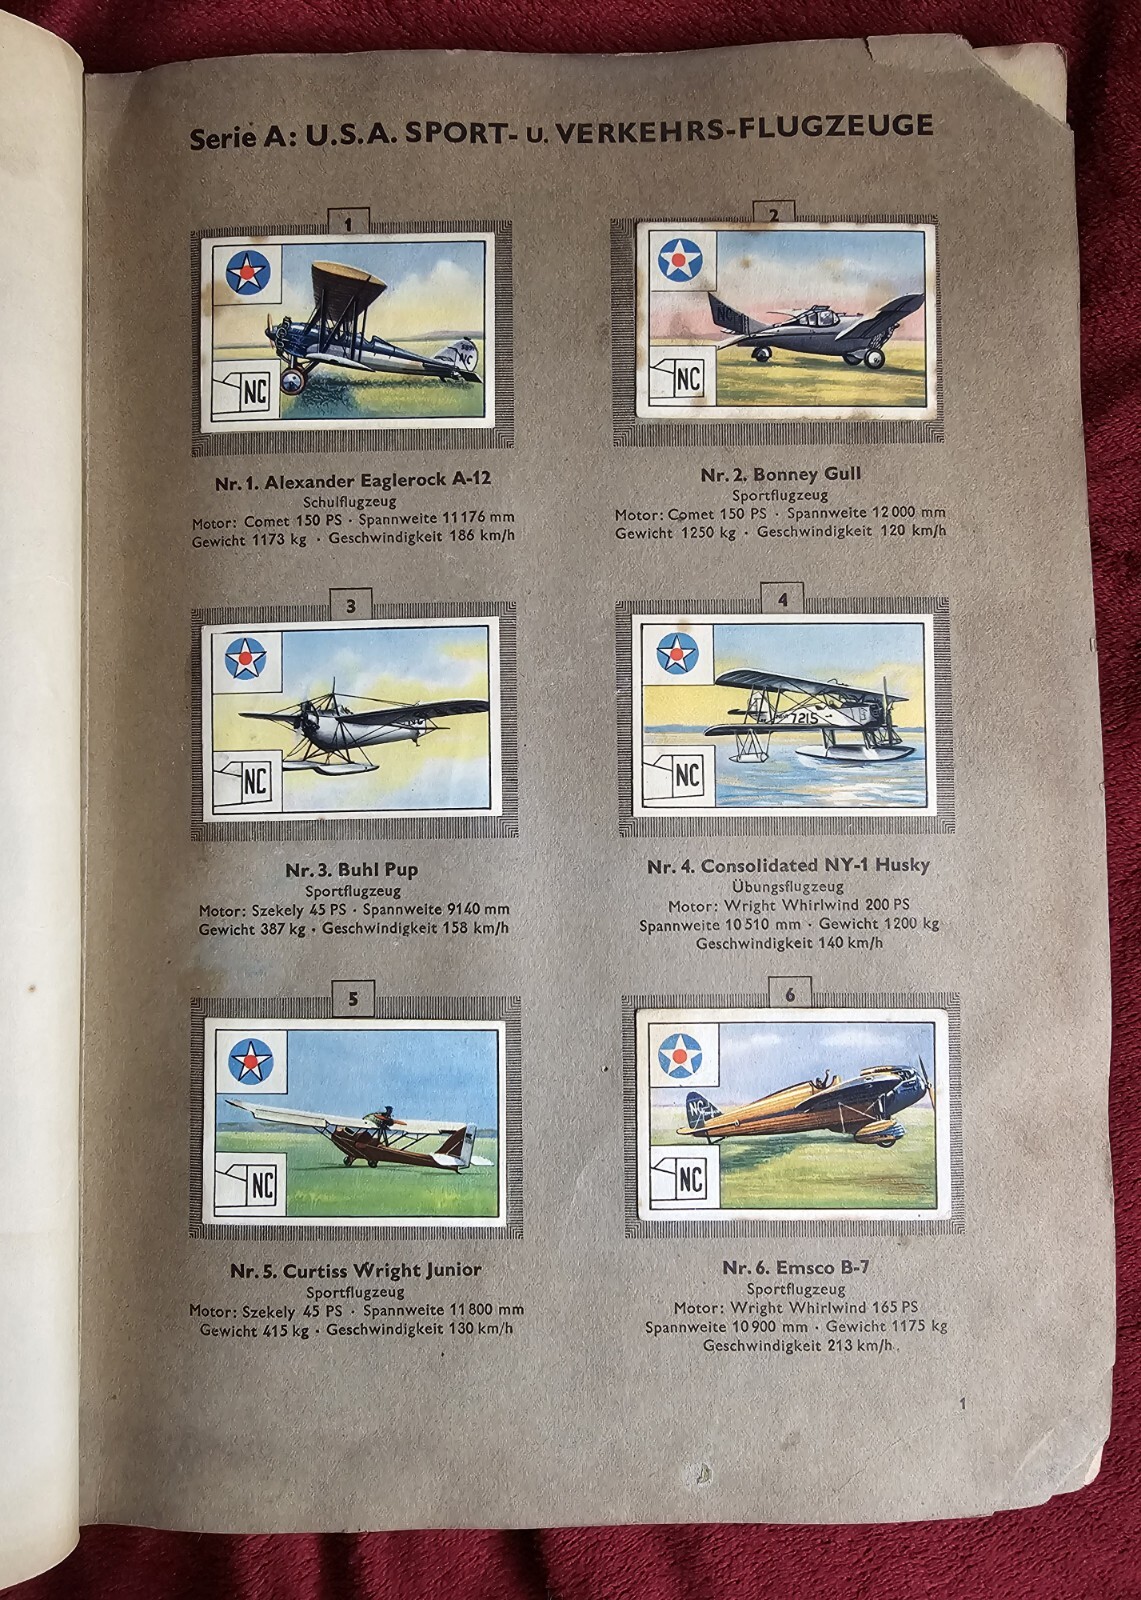 Serie A: U.S.A. SPORT- u. VERKEHRS-FLUGZEUGE
1
NC
NC
Nr. 1. Alexander Eaglerock A-12
Schulflugzeug
Motor: Comet 150 PS · Spannweite 11176 mm
Gewicht 1173 kg · Geschwindigkeit 186 km/h
2
NC
NC
Nr. 2. Bonney Gull
Sportflugzeug
Motor: Comet 150 PS · Spannweite 12000 mm
Gewicht 1250 kg · Geschwindigkeit 120 km/h
3
NC
NC
Nr. 3. Buhl Pup
Sportflugzeug
Motor: Szekely 45 PS · Spannweite 9140 mm
Gewicht 387 kg · Geschwindigkeit 158 km/h
4
7215
NC
Nr. 4. Consolidated NY-1 Husky
Übungsflugzeug
Motor: Wright Whirlwind 200 PS
Spannweite 10510 mm · Gewicht 1200 kg
Geschwindigkeit 140 km/h
5
NC
Nr. 5. Curtiss Wright Junior
Sportflugzeug
Motor: Szekely 45 PS · Spannweite 11800 mm
Gewicht 415 kg · Geschwindigkeit 130 km/h
6
NC
NC
Nr. 6. Emsco B-7
Sportflugzeug
Motor: Wright Whirlwind 165 PS
Spannweite 10900 mm · Gewicht 1175 kg
Geschwindigkeit 213 km/h.
1